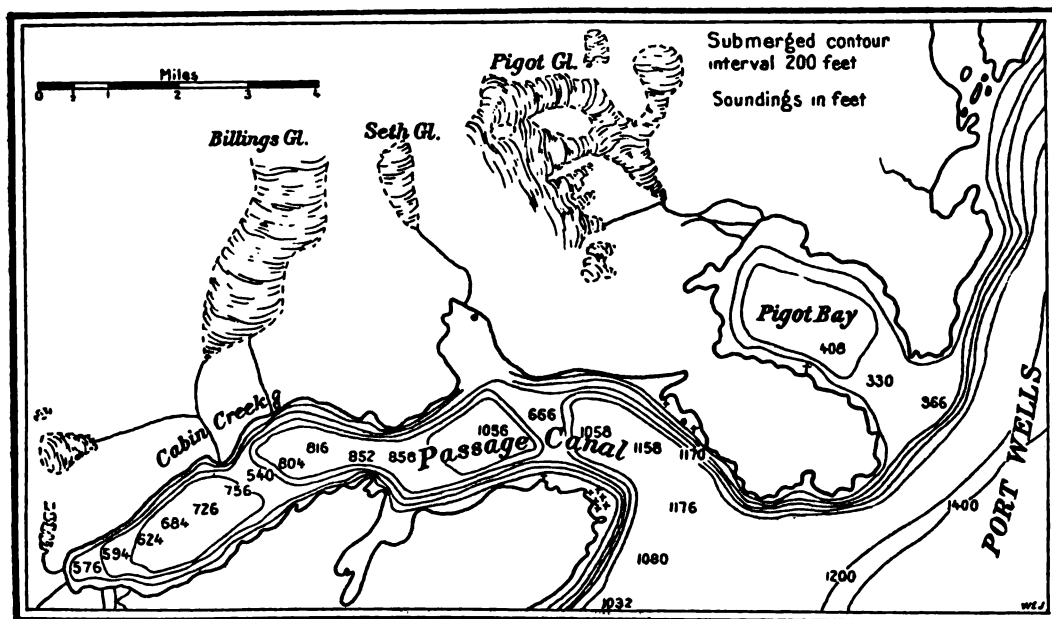 Submerged contour
interval 200 feet
Soundings in feet
Miles
0 1 2 3 4
Pigot Gl.
Billings Gl.
Seth Gl.
Pigot Bay
408
330
966
PORT WELLS
Cabin Creek
Passage Canal
666
1056
1058
1158
1170
1176
816
852
858
804
540
756
726
684
624
594
576
1080
1032
1200
1400